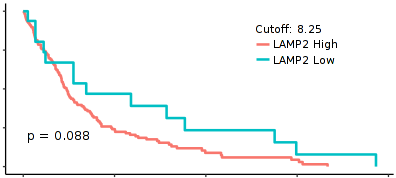 Cutoff: 8.25
LAMP2 High
LAMP2 Low
p = 0.088